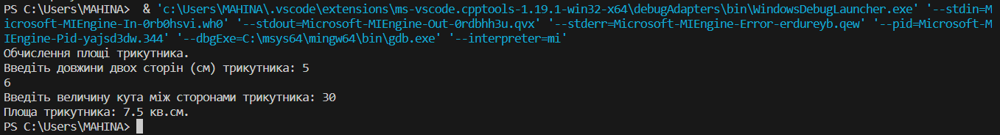 PS C:\Users\MAHINA>  & 'c:\Users\MAHINA\.vscode\extensions\ms-vscode.cpptools-1.19.1-win32-x64\debugAdapters\bin\WindowsDebugLauncher.exe' '--stdin=M
icrosoft-MIEngine-In-0rb0hsvi.wh0' '--stdout=Microsoft-MIEngine-Out-0rdbhh3u.qvx' '--stderr=Microsoft-MIEngine-Error-erdureyb.qew' '--pid=Microsoft-M
IEngine-Pid-yajsd3dw.344' '--dbgExe=C:\msys64\mingw64\bin\gdb.exe' '--interpreter=mi'
Обчислення площі трикутника.
Введіть довжини двох сторін (см) трикутника: 5
6
Введіть величину кута між сторонами трикутника: 30
Площа трикутника: 7.5 кв.см.
PS C:\Users\MAHINA>